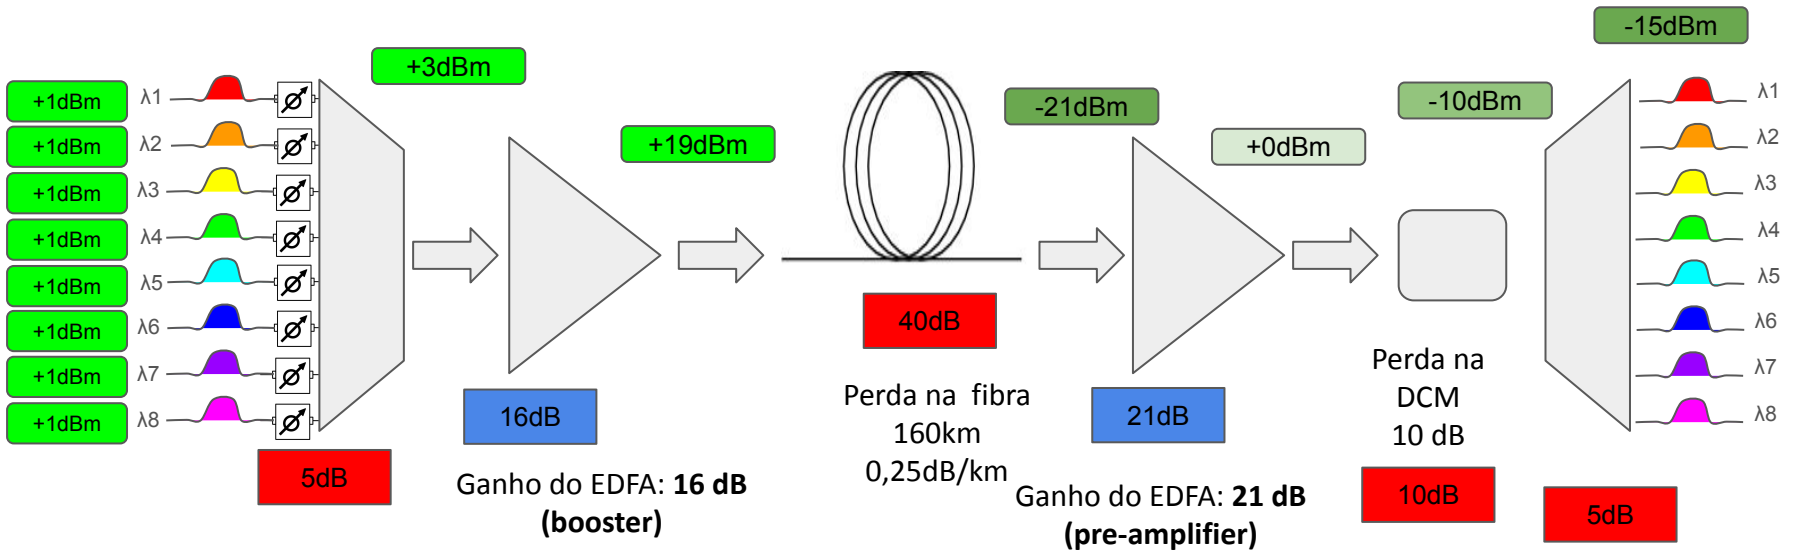 -15dBm
+3dBm
+1dBm λ1
-21dBm
-10dBm
λ1
+1dBm λ2
+19dBm
+0dBm
λ2
+1dBm λ3
λ3
+1dBm λ4
λ4
+1dBm λ5
λ5
+1dBm λ6
λ6
+1dBm λ7
λ7
+1dBm λ8
λ8
40dB
16dB
21dB
5dB
Perda na fibra
160km
0,25dB/km
Perda na
DCM
10 dB
Ganho do EDFA: 16 dB
(booster)
Ganho do EDFA: 21 dB
(pre-amplifier)
10dB
5dB